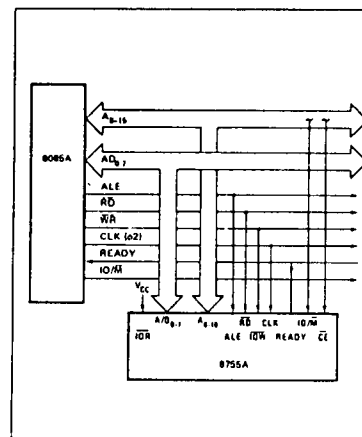 A8-15
8085A
AD0-7
ALE
RD
WR
CLK (ø2)
READY
IO/M
VCC
IOR A/D0-7 A8-10 ALE RD IOW CLK READY IO/M CE
8755A